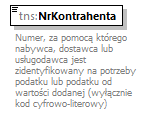 tns:NrKontrahenta
Numer, za pomocą którego
nabywca, dostawca lub
usługodawca jest
zidentyfikowany na potrzeby
podatku lub podatku od
wartości dodanej (wyłącznie
kod cyfrowo-literowy)